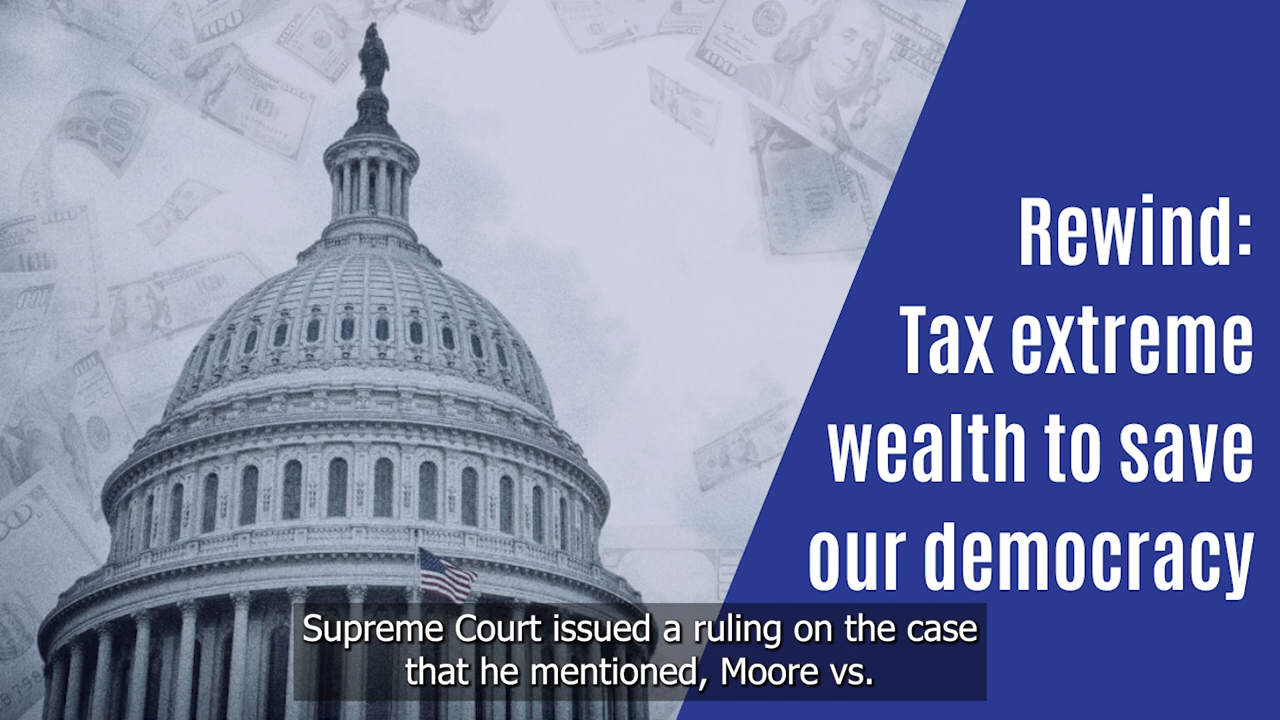 Rewind:
Tax extreme
wealth to save
our democracy
Supreme Court issued a ruling on the case
that he mentioned, Moore vs.